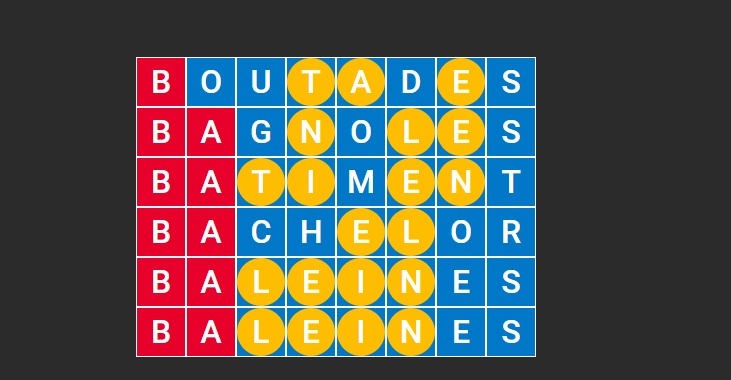 BOUTADES
BAGNOLES
BATIMENT
BACHELOR
BALEINES
BALEINES